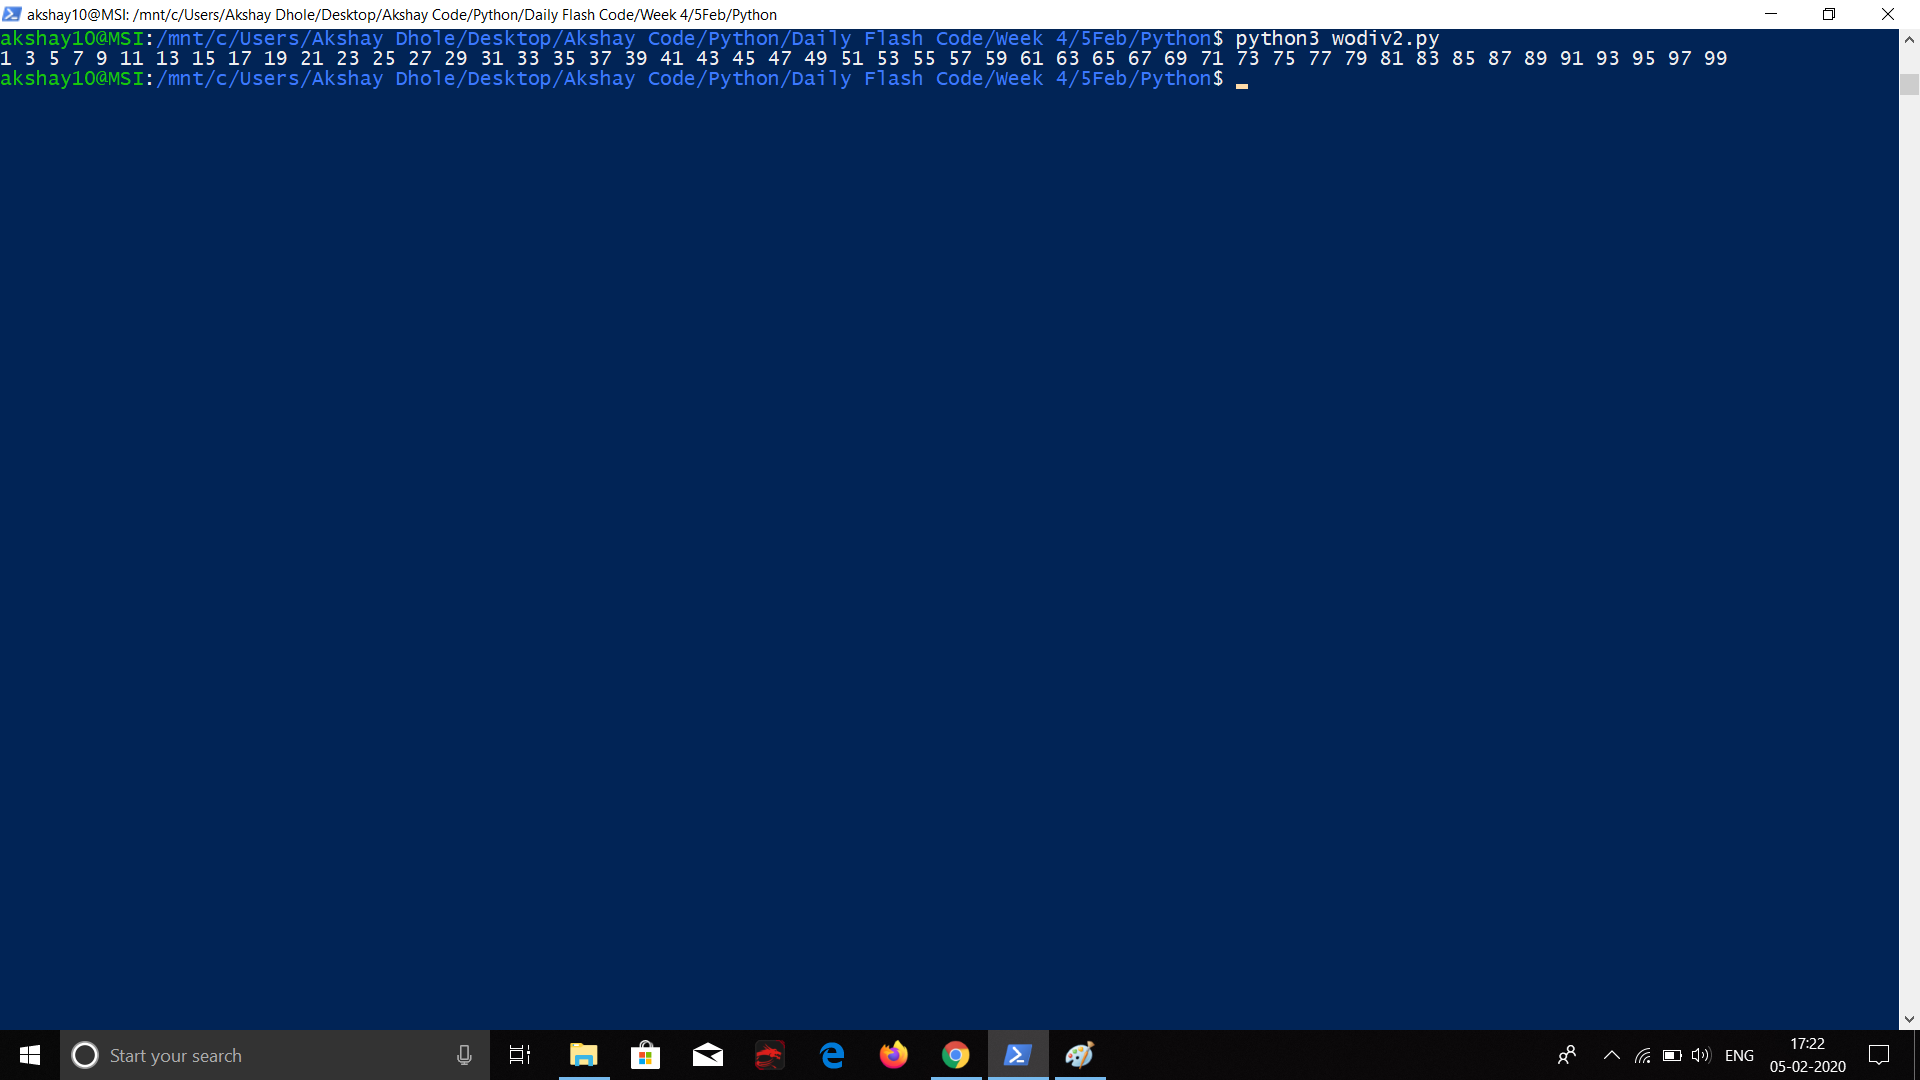 akshay10@MSI: /mnt/c/Users/Akshay Dhole/Desktop/Akshay Code/Python/Daily Flash Code/Week 4/5Feb/Python
akshay10@MSI:/mnt/c/Users/Akshay Dhole/Desktop/Akshay Code/Python/Daily Flash Code/Week 4/5Feb/Python$ python3 wodiv2.py
1 3 5 7 9 11 13 15 17 19 21 23 25 27 29 31 33 35 37 39 41 43 45 47 49 51 53 55 57 59 61 63 65 67 69 71 73 75 77 79 81 83 85 87 89 91 93 95 97 99
akshay10@MSI:/mnt/c/Users/Akshay Dhole/Desktop/Akshay Code/Python/Daily Flash Code/Week 4/5Feb/Python$
Start your search
ENG
17:22
05-02-2020